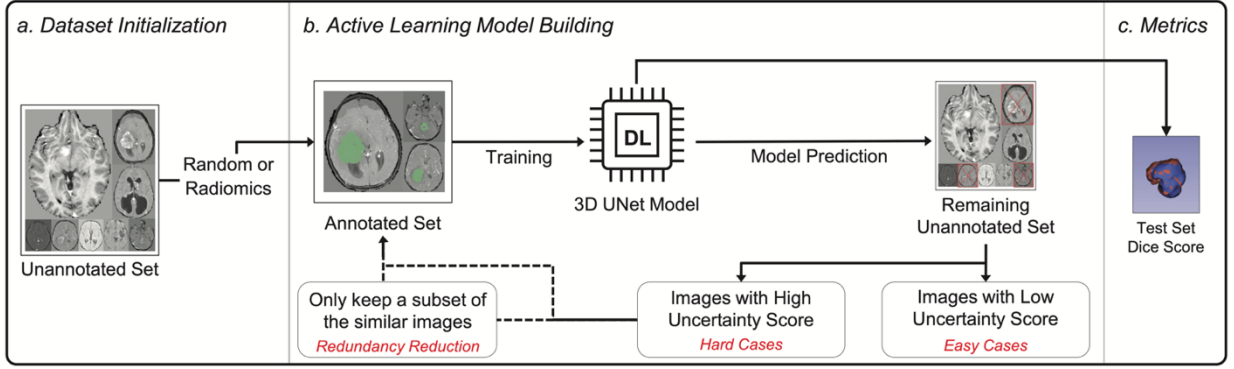 a. Dataset Initialization
Unannotated Set
Random or
Radiomics
b. Active Learning Model Building
Annotated Set
Training
DL
3D UNet Model
Model Prediction
Remaining
Unannotated Set
Only keep a subset of
the similar images
Redundancy Reduction
Images with High
Uncertainty Score
Hard Cases
Images with Low
Uncertainty Score
Easy Cases
c. Metrics
Test Set
Dice Score